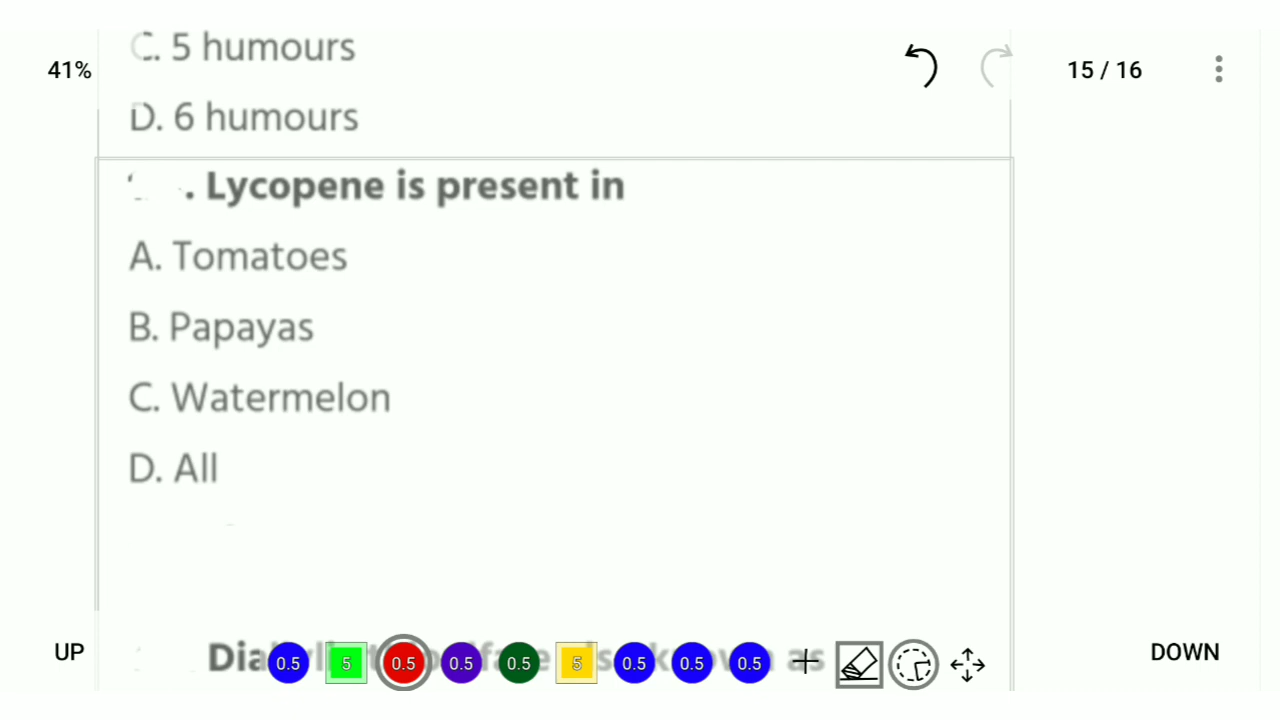 C. 5 humours
41%
15 / 16
D. 6 humours
. Lycopene is present in
A. Tomatoes
B. Papayas
C. Watermelon
D. All
UP
DOWN
0.5
5
0.5
0.5
0.5
5
0.5
0.5
0.5